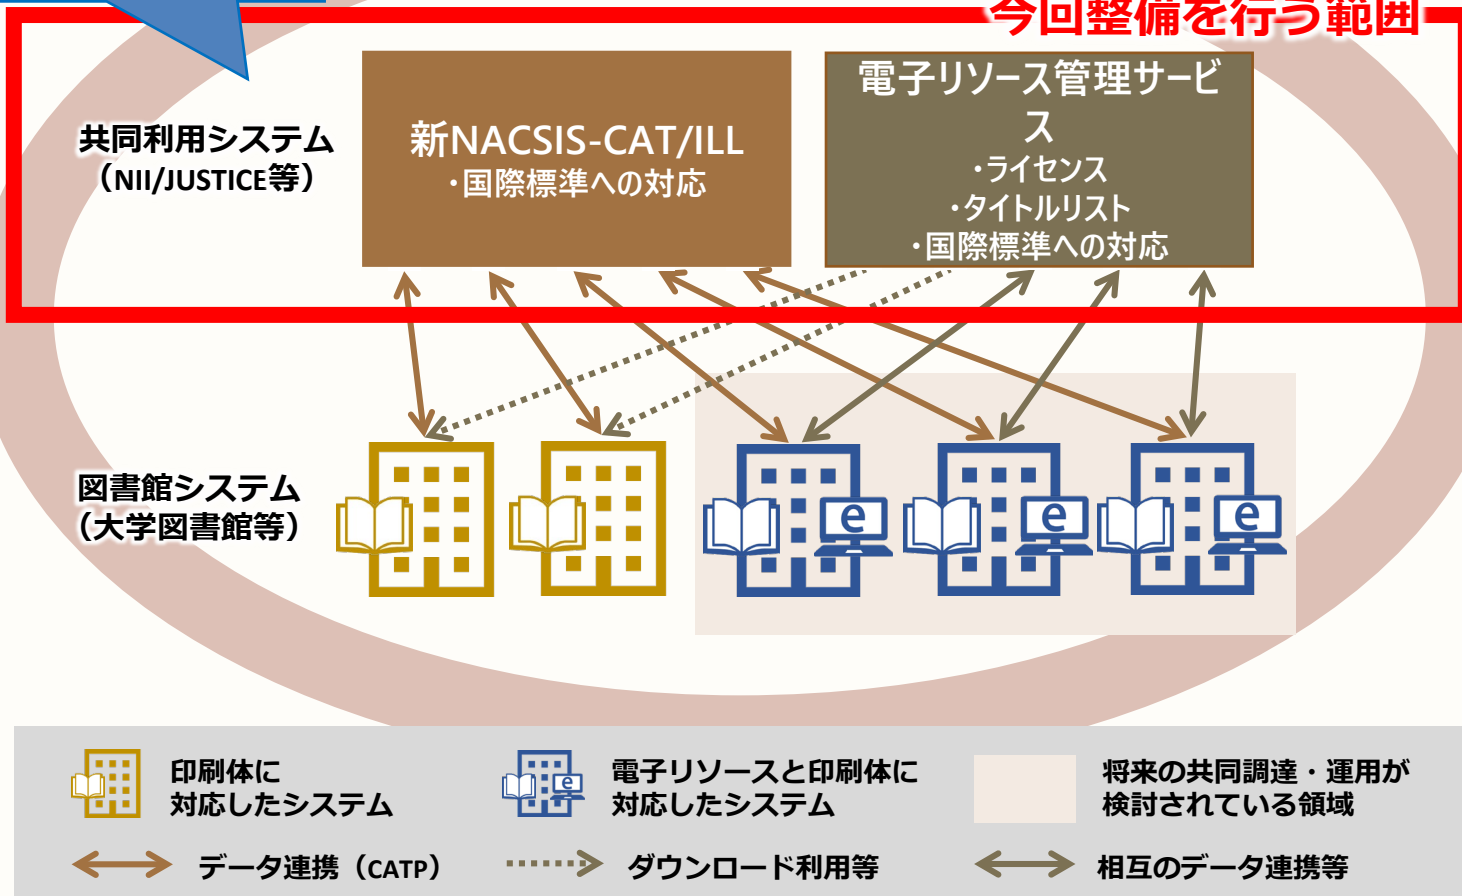 今回整備を行う範囲
共同利用システム
（NII/JUSTICE等）
新NACSIS-CAT/ILL
・国際標準への対応
電子リソース管理サービ
ス
・ライセンス
・タイトルリスト
・国際標準への対応
図書館システム
（大学図書館等）
e
e
e
印刷体に
対応したシステム
e
電子リソースと印刷体に
対応したシステム
将来の共同調達・運用が
検討されている領域
データ連携（CATP）
ダウンロード利用等
相互のデータ連携等